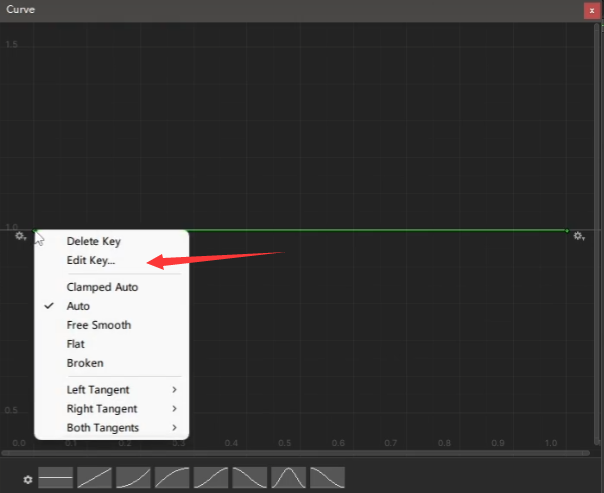 Curve
x
1.5
1.0
Delete Key
Edit Key...
Clamped Auto
Auto
Free Smooth
Flat
Broken
Left Tangent
Right Tangent
Both Tangents
0.5
0.0 0.1 0.2 0.3 0.4 0.5 0.6 0.7 0.8 0.9 1.0